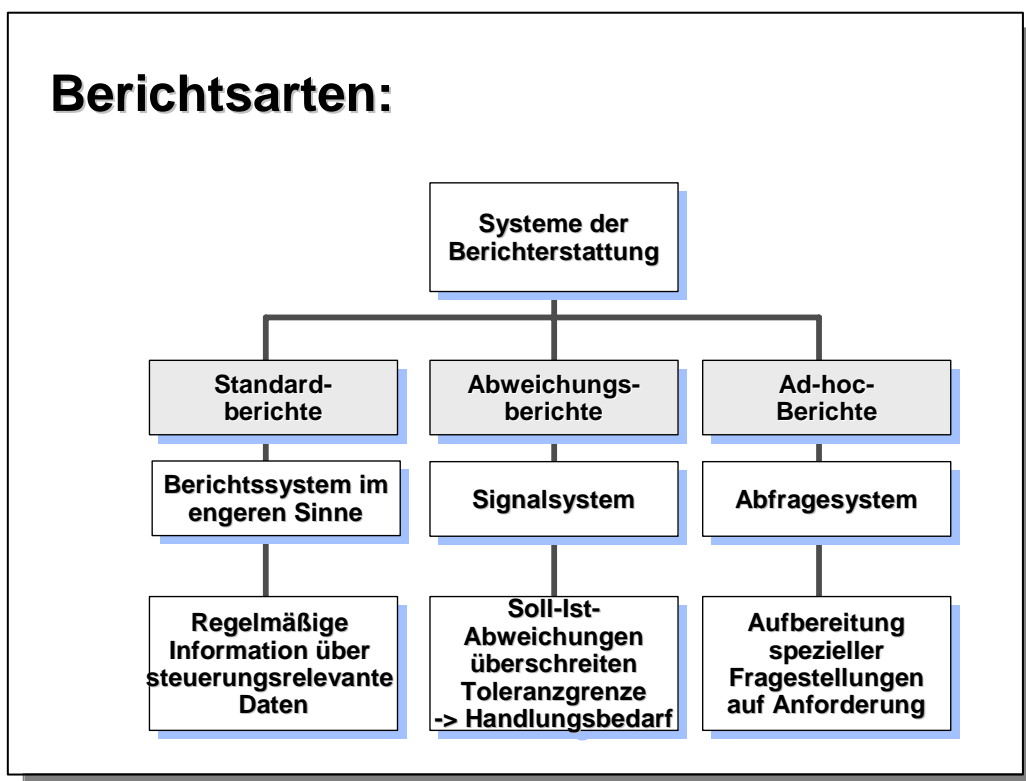 Berichtsarten:
Systeme der
Berichterstattung
Standard-
berichte
Abweichungs-
berichte
Ad-hoc-
Berichte
Berichtssystem im
engeren Sinne
Signalsystem
Abfragesystem
Regelmäßige
Information über
steuerungsrelevante
Daten
Soll-Ist-
Abweichungen
überschreiten
Toleranzgrenze
-> Handlungsbedarf
Aufbereitung
spezieller
Fragestellungen
auf Anforderung